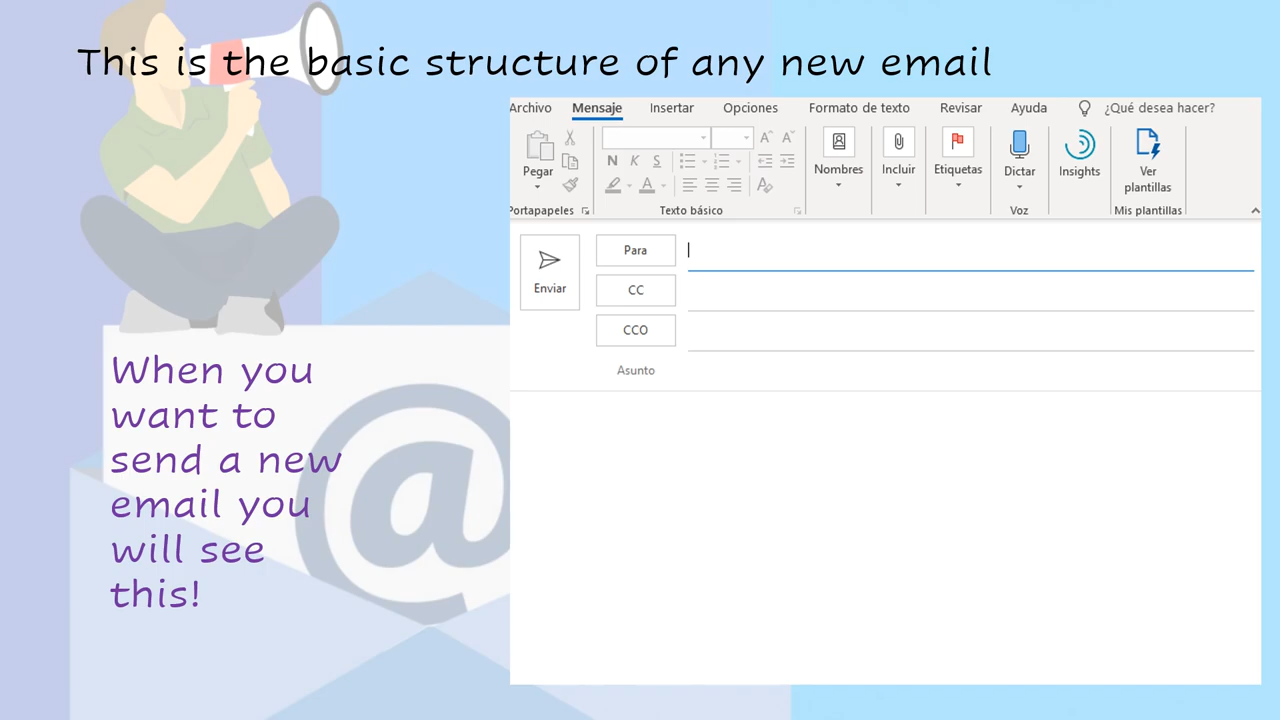 This is the basic structure of any new email
Archivo Mensaje Insertar Opciones Formato de texto Revisar Ayuda ¿Qué desea hacer?
Pegar
N K S
A
Nombres
Incluir
Etiquetas
Dictar
Insights
Ver
plantillas
Portapapeles Texto básico Voz Mis plantillas
Enviar
Para
CC
CCO
Asunto
When you
want to
send a new
email you
will see
this!
@